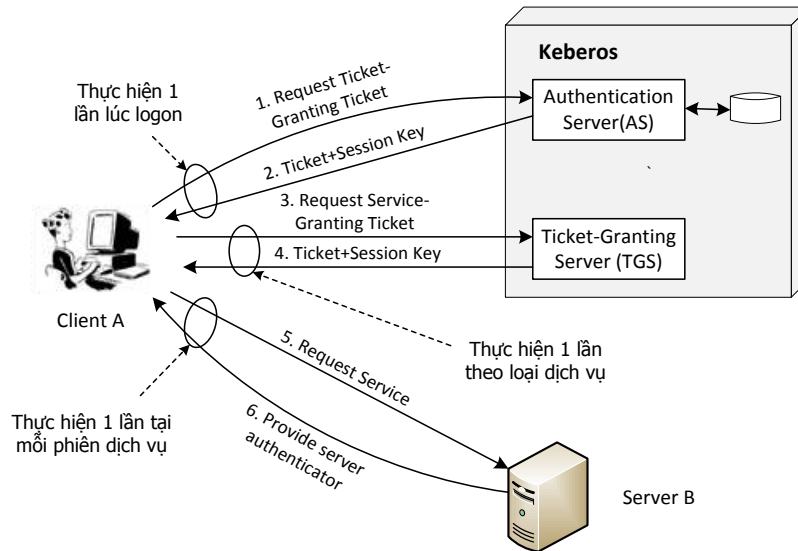 Keberos
Thực hiện 1
lần lúc logon
1. Request Ticket-
Granting Ticket
Authentication
Server(AS)
2. Ticket+Session Key
3. Request Service-
Granting Ticket
4. Ticket+Session Key
Ticket-Granting
Server (TGS)
Client A
5. Request Service
Thực hiện 1 lần
theo loại dịch vụ
Thực hiện 1 lần tại
mỗi phiên dịch vụ
6. Provide server
authenticator
Server B